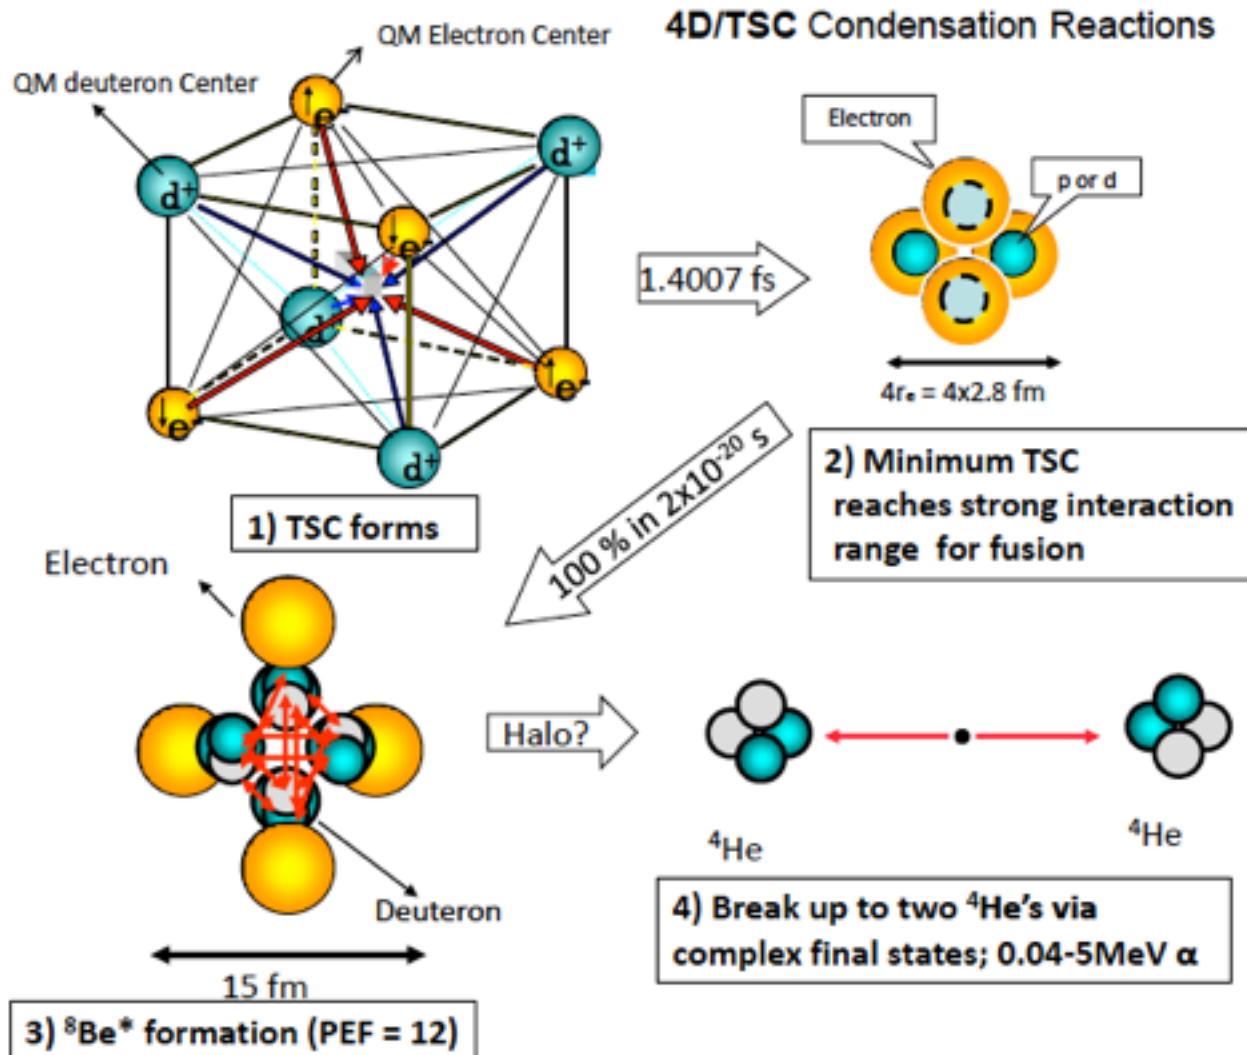 4D/TSC Condensation Reactions
QM Electron Center
QM deuteron Center
e-
d+
d+
e-
d+
e-
e-
d+
1) TSC forms
1.4007 fs
Electron
p or d
4re = 4x2.8 fm
2) Minimum TSC
reaches strong interaction
range for fusion
100 % in 2x10-20 s
Electron
Deuteron
15 fm
3) 8Be* formation (PEF = 12)
Halo?
4He
4He
4) Break up to two 4He's via
complex final states; 0.04-5MeV α